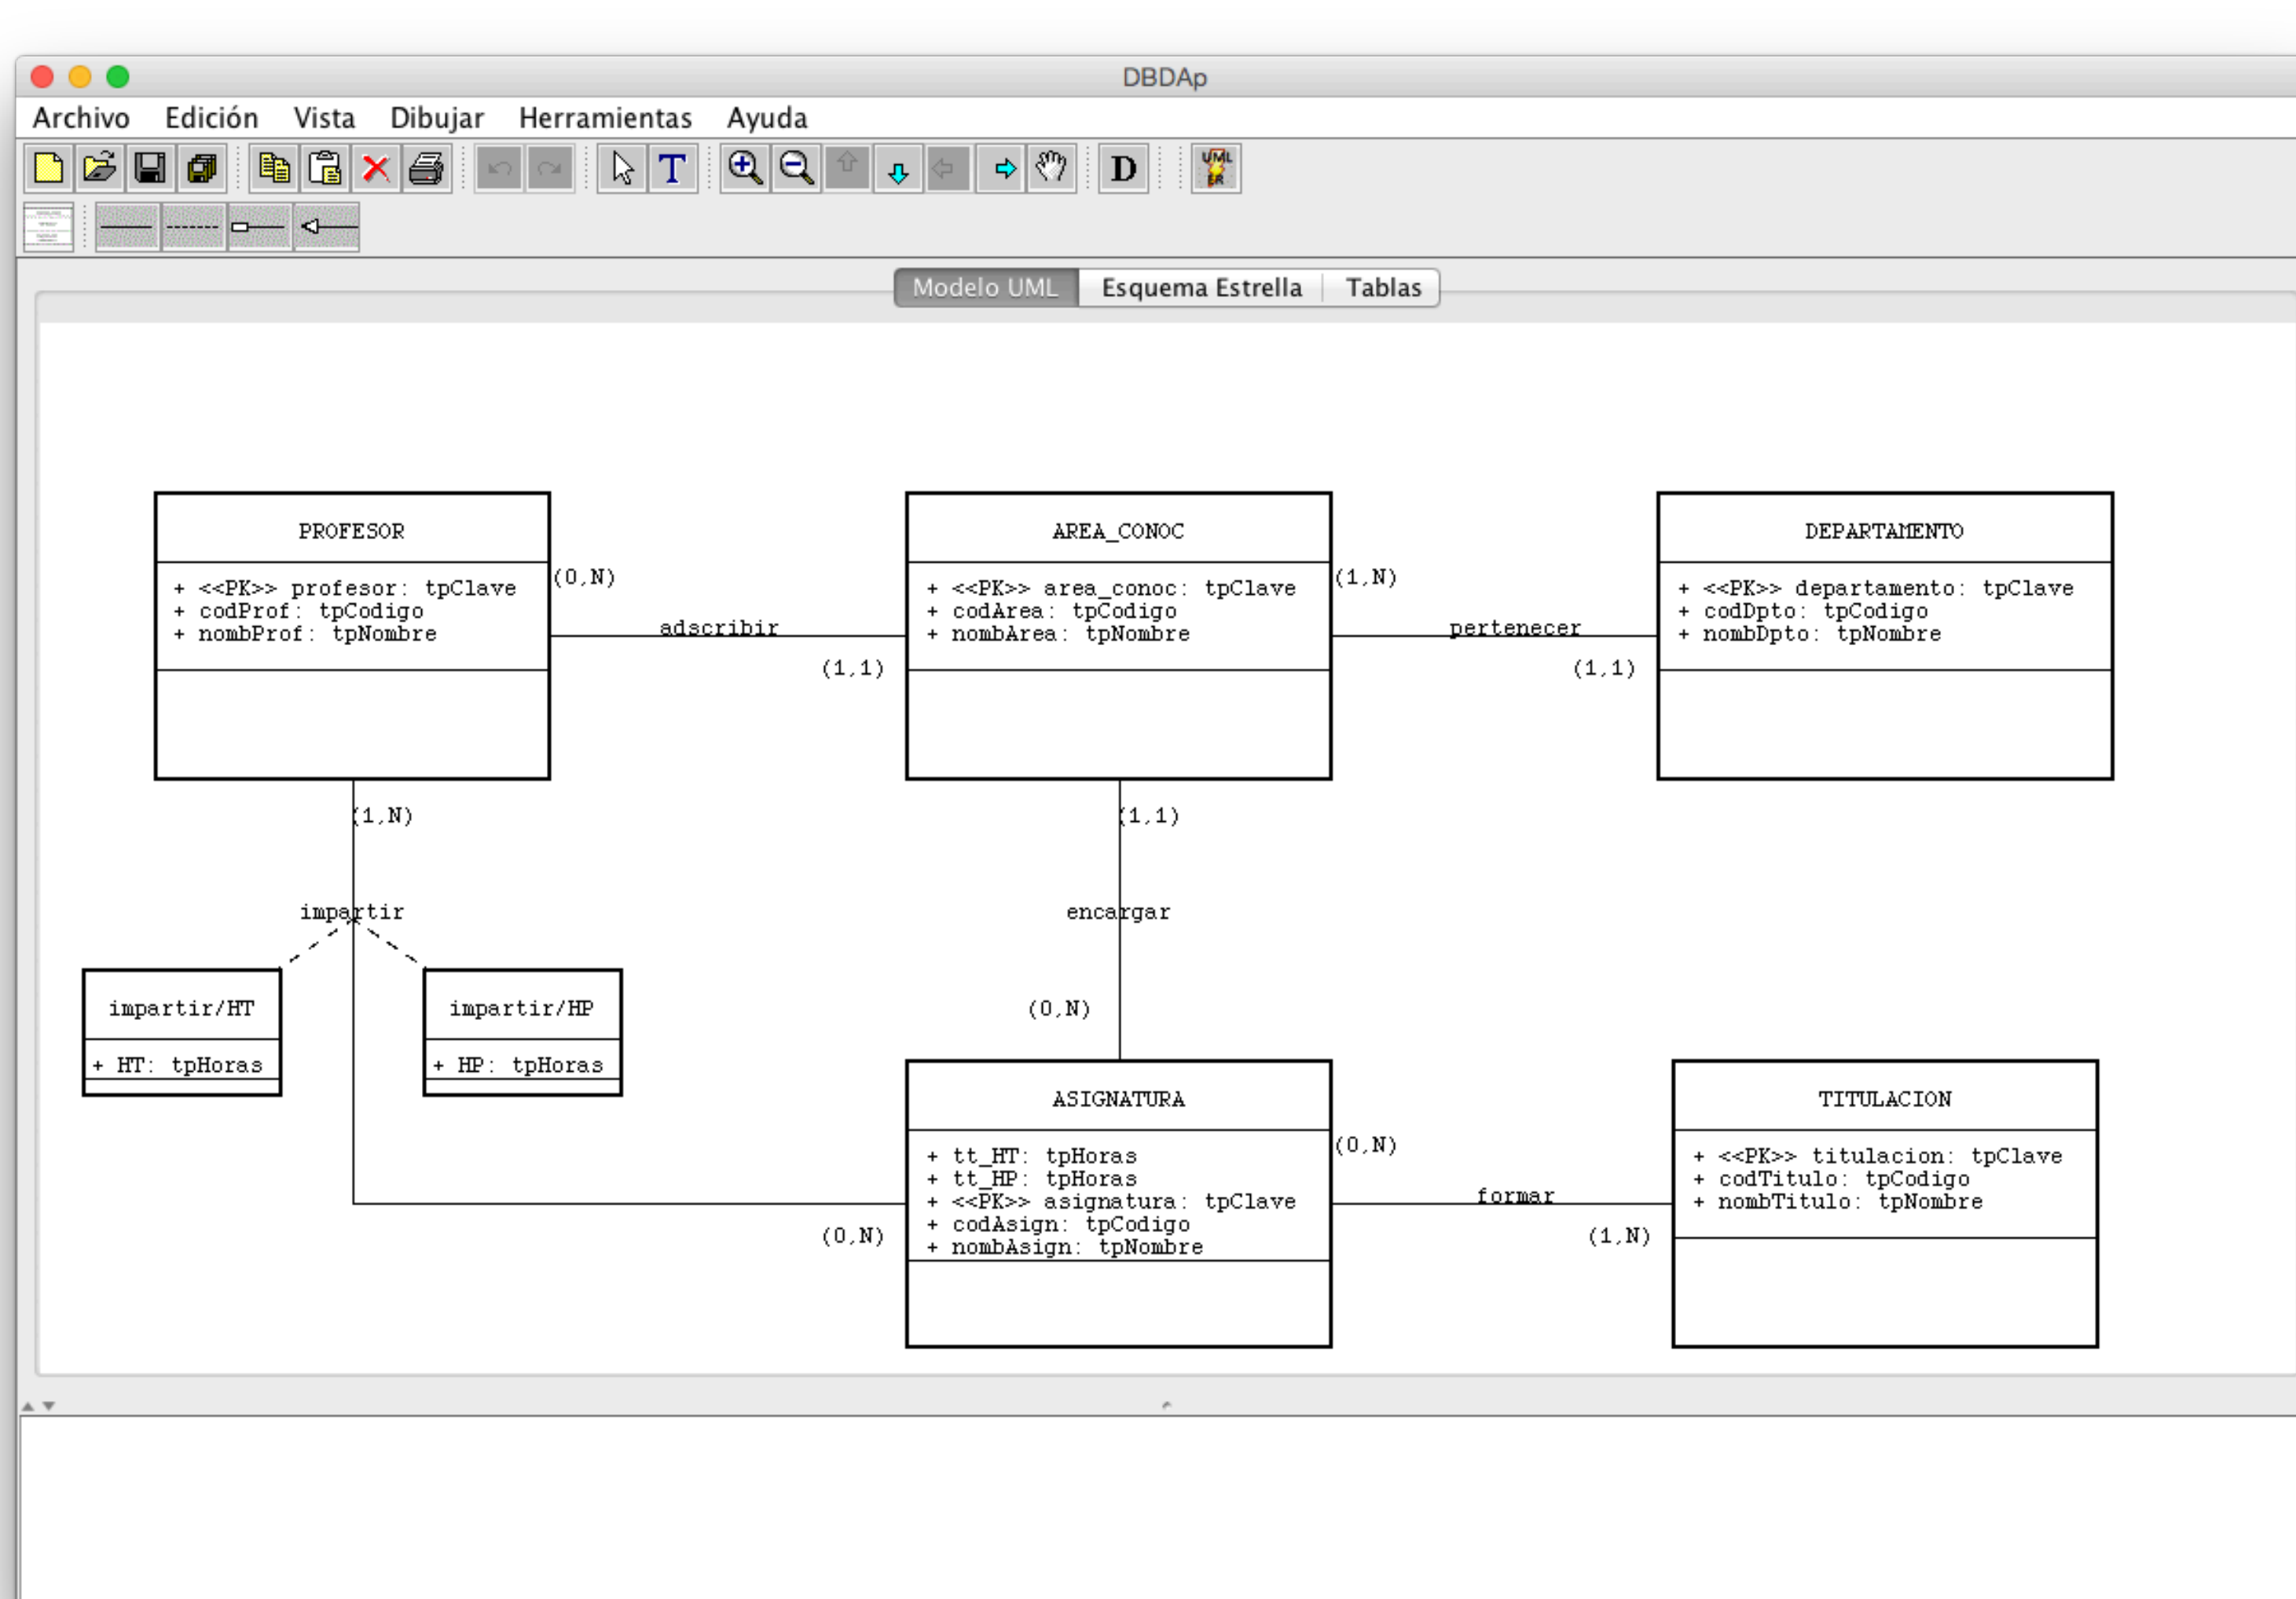 DBDAp
Archivo Edición Vista Dibujar Herramientas Ayuda
T D UML ER
Modelo UML Esquema Estrella Tablas
PROFESOR
+ <<PK>> profesor: tpClave
+ codProf: tpCodigo
+ nombProf: tpNombre
(0,N)
adscribir
(1,1)
AREA_CONOC
+ <<PK>> area_conoc: tpClave
+ codArea: tpCodigo
+ nombArea: tpNombre
(1,N)
pertenecer
(1,1)
DEPARTAMENTO
+ <<PK>> departamento: tpClave
+ codDpto: tpCodigo
+ nombDpto: tpNombre
(1,N)
impartir
(1,1)
encargar
(0,N)
impartir/HT
+ HT: tpHoras
impartir/HP
+ HP: tpHoras
(0,N)
ASIGNATURA
+ tt_HT: tpHoras
+ tt_HP: tpHoras
+ <<PK>> asignatura: tpClave
+ codAsign: tpCodigo
+ nombAsign: tpNombre
(0,N)
formar
(1,N)
TITULACION
+ <<PK>> titulacion: tpClave
+ codTitulo: tpCodigo
+ nombTitulo: tpNombre